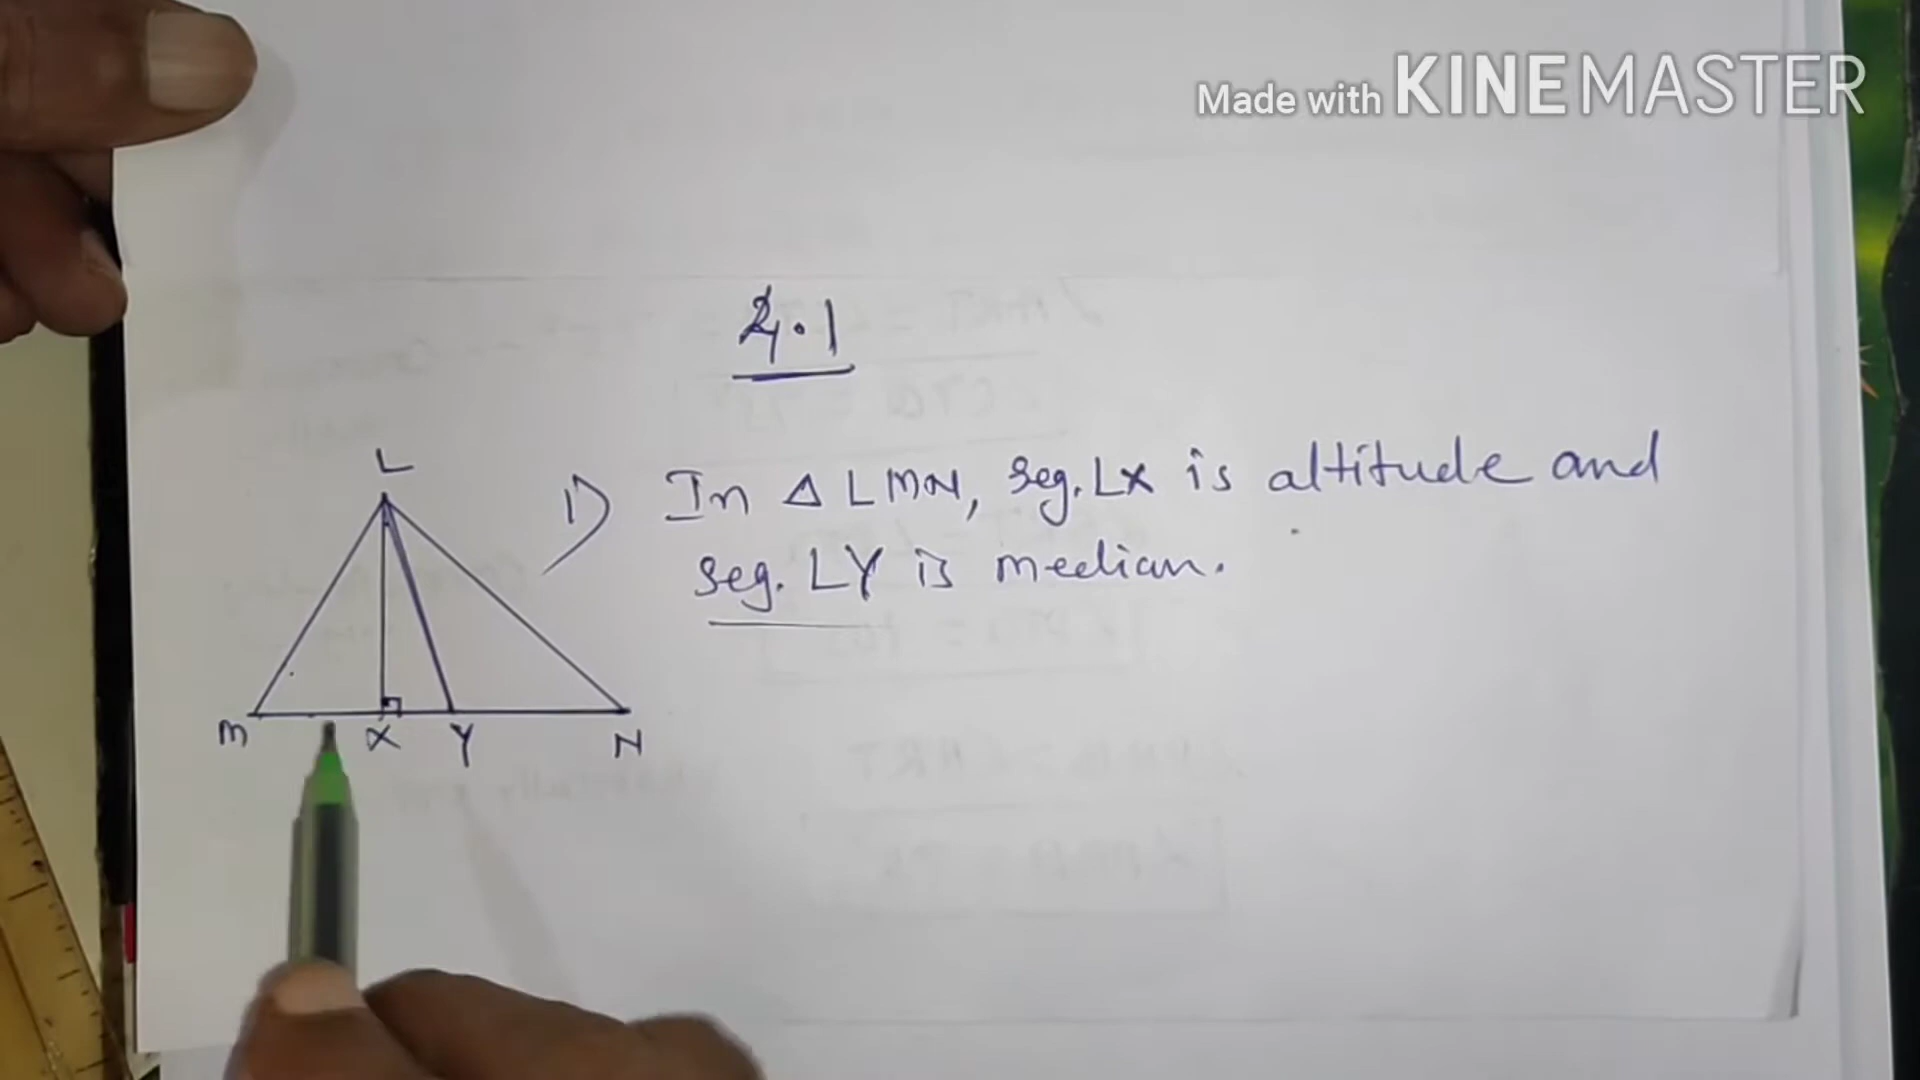 Made with KINEMASTER
4.1
L
1) In △ LMN, seg. LX is altitude and
seg. LY is median.
M X Y N